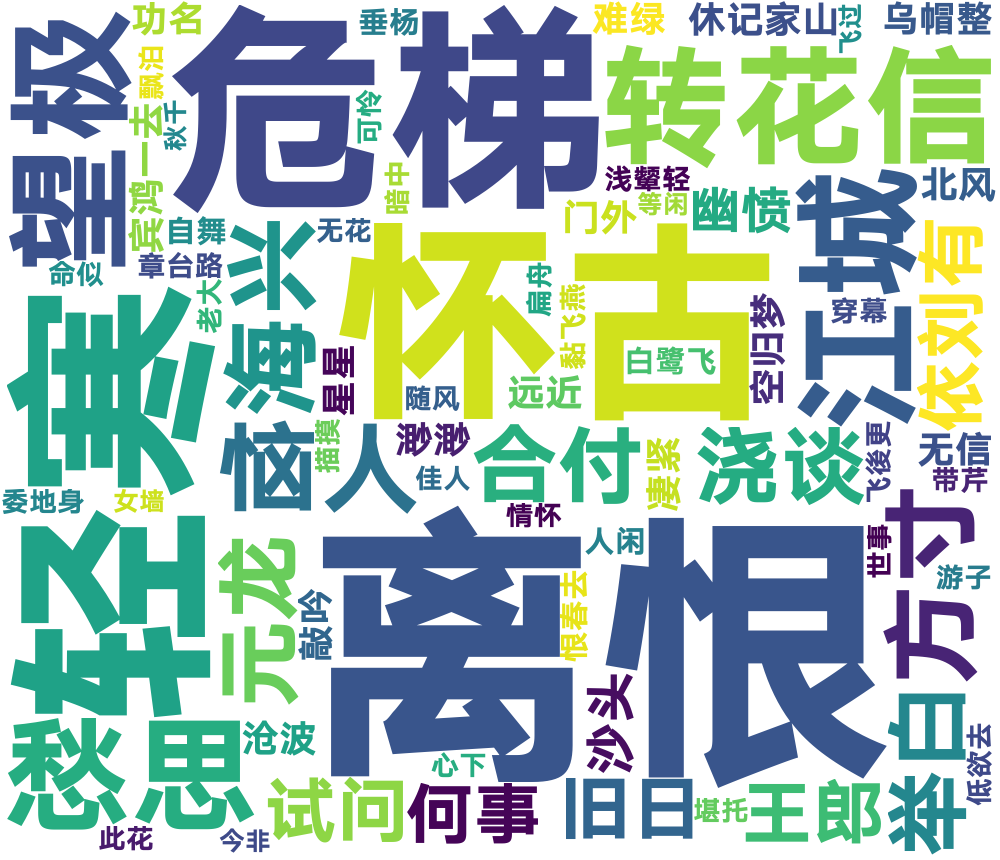 功名
垂杨
难绿
休记家山
飞过
乌帽整
望极
飘泊
秋千
危梯
可怜
转花信
宾鸿一去
暗中
浅颦轻
等闲
幽愤
门外
江城
北风
自舞
无花
章台路
命似
海兴
怀古
扁舟
黏飞燕
空归梦
穿幕
依刘有
老大
寒
星星
白鹭飞
随风
远近
恼人
描摸
渺渺
佳人
合付
凄紧
浇谈
飞後更
无信
带芹
委地身
女墙
情怀
轻
元龙
敲吟
离恨
人闲
恨春去
方寸
世事
游子
愁思
沧波
心下
沙头
举白
低欲去
试问
何事
旧日
堪托
王郎
此花
今非